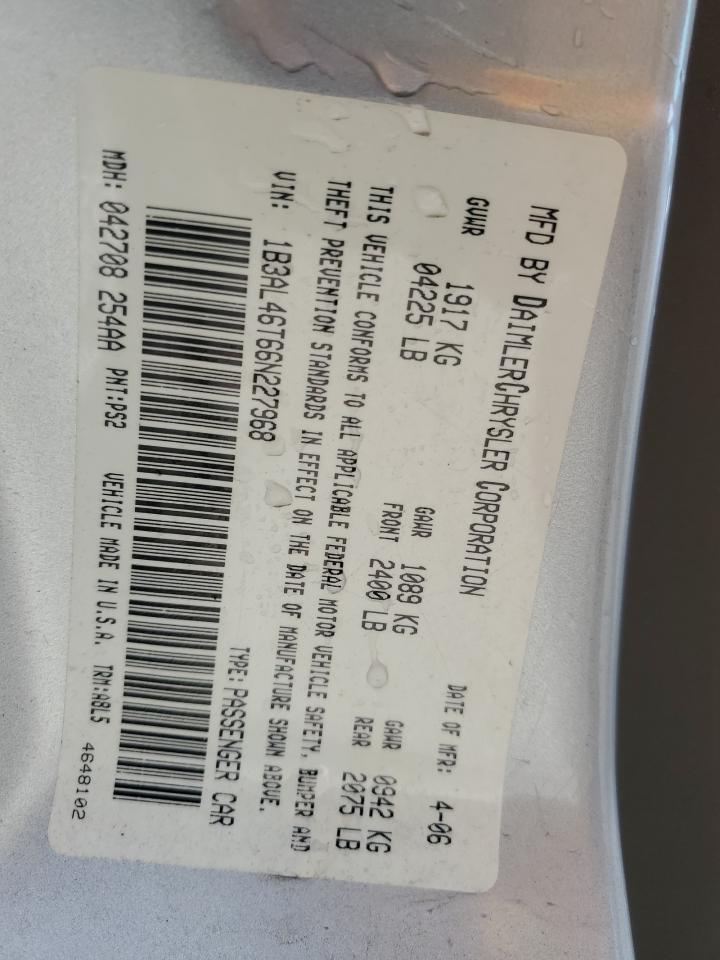 MFD BY DAIMLERCHRYSLER CORPORATION
DATE OF MFR: 4-06
GVWR 1917 KG
04225 LB
GAWR 1089 KG
FRONT 2400 LB
GAWR 0942 KG
REAR 2075 LB
THIS VEHICLE CONFORMS TO ALL APPLICABLE FEDERAL MOTOR VEHICLE SAFETY, BUMPER AND
THEFT PREVENTION STANDARDS IN EFFECT ON THE DATE OF MANUFACTURE SHOWN ABOVE.
VIN: 1B3AL46T66N227968
TYPE: PASSENGER CAR
MDH: 042708 254AA PNT:PS2 VEHICLE MADE IN U.S.A. TRM:A8L5
4648102